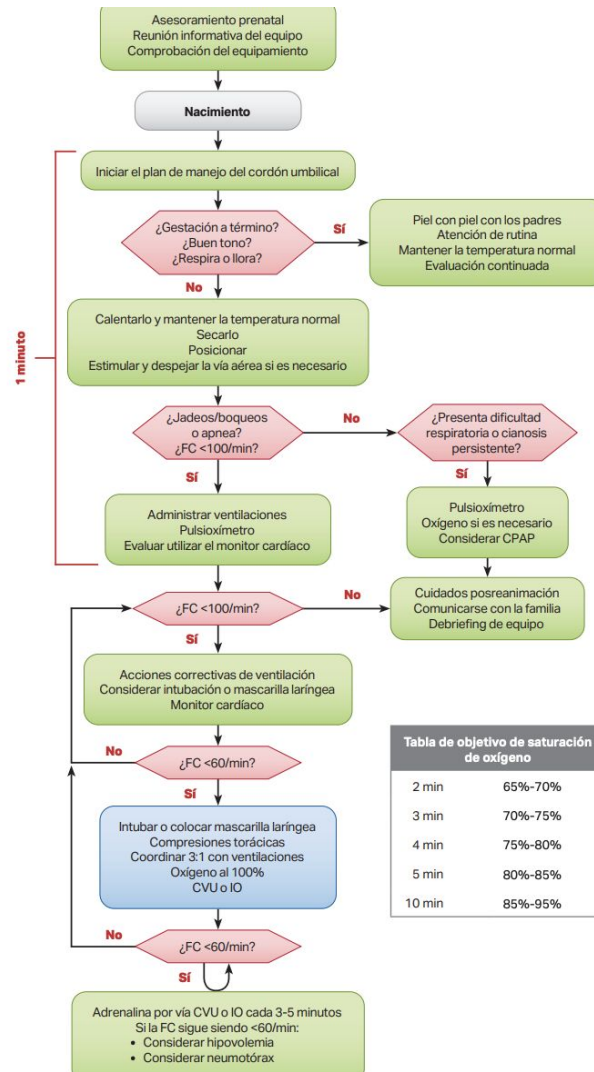 Asesoramiento prenatal
Reunión informativa del equipo
Comprobación del equipamiento
Nacimiento
Iniciar el plan de manejo del cordón umbilical
1 minuto
¿Gestación a término?
¿Buen tono?
¿Respira o llora?
Sí
Piel con piel con los padres
Atención de rutina
Mantener la temperatura normal
Evaluación continuada
No
Calentarlo y mantener la temperatura normal
Secarlo
Posicionar
Estimular y despejar la vía aérea si es necesario
¿Jadeos/boqueos
o apnea?
¿FC <100/min?
No
¿Presenta dificultad
respiratoria o cianosis
persistente?
Sí
Sí
Administrar ventilaciones
Pulsioxímetro
Evaluar utilizar el monitor cardíaco
Pulsioxímetro
Oxígeno si es necesario
Considerar CPAP
¿FC <100/min?
No
Cuidados posreanimación
Comunicarse con la familia
Debriefing de equipo
Sí
Acciones correctivas de ventilación
Considerar intubación o mascarilla laríngea
Monitor cardíaco
No
¿FC <60/min?
Sí
Intubar o colocar mascarilla laríngea
Compresiones torácicas
Coordinar 3:1 con ventilaciones
Oxígeno al 100%
CVU o IO
No
¿FC <60/min?
Sí
Adrenalina por vía CVU o IO cada 3-5 minutos
Si la FC sigue siendo <60/min:
• Considerar hipovolemia
• Considerar neumotórax
Tabla de objetivo de saturación
de oxígeno
2 min 65%-70%
3 min 70%-75%
4 min 75%-80%
5 min 80%-85%
10 min 85%-95%